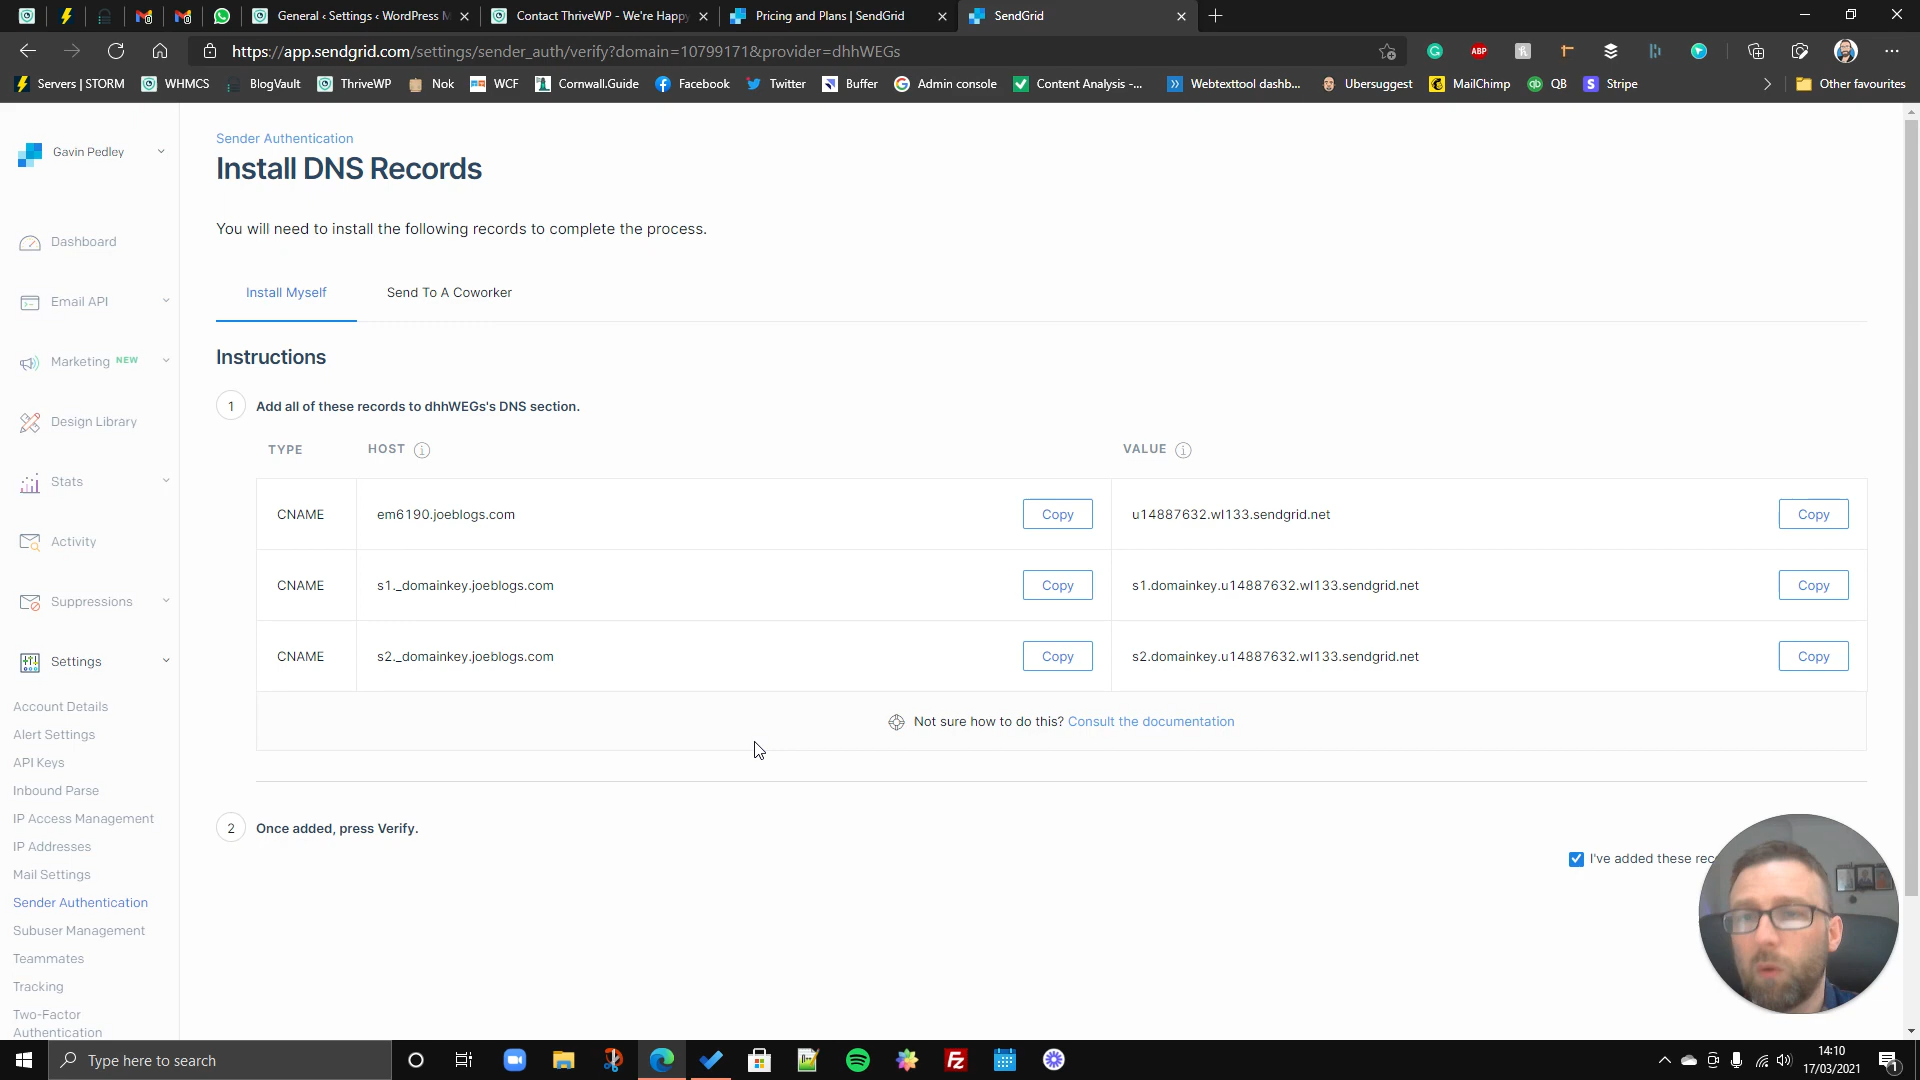 General ‹ Settings ‹ WordPress M
Contact ThriveWP - We're Happy
Pricing and Plans | SendGrid
SendGrid
https://app.sendgrid.com/settings/sender_auth/verify?domain=10799171&provider=dhhWEGs
ABP
Servers | STORM
WHMCS
BlogVault
ThriveWP
Nok
WCF
Cornwall.Guide
Facebook
Twitter
Buffer
Admin console
Content Analysis -...
Webtexttool dashb...
Ubersuggest
MailChimp
QB
Stripe
Other favourites
Gavin Pedley
Dashboard
Email API
Marketing NEW
Design Library
Stats
Activity
Suppressions
Settings
Account Details
Alert Settings
API Keys
Inbound Parse
IP Access Management
IP Addresses
Mail Settings
Sender Authentication
Subuser Management
Teammates
Tracking
Two-Factor
Authentication
Sender Authentication
Install DNS Records
You will need to install the following records to complete the process.
Install Myself Send To A Coworker
Instructions
1 Add all of these records to dhhWEGs's DNS section.
TYPE HOST VALUE
CNAME em6190.joeblogs.com Copy u14887632.wl133.sendgrid.net Copy
CNAME s1._domainkey.joeblogs.com Copy s1.domainkey.u14887632.wl133.sendgrid.net Copy
CNAME s2._domainkey.joeblogs.com Copy s2.domainkey.u14887632.wl133.sendgrid.net Copy
Not sure how to do this? Consult the documentation
2 Once added, press Verify.
I've added these
Type here to search
14:10
17/03/2021
1